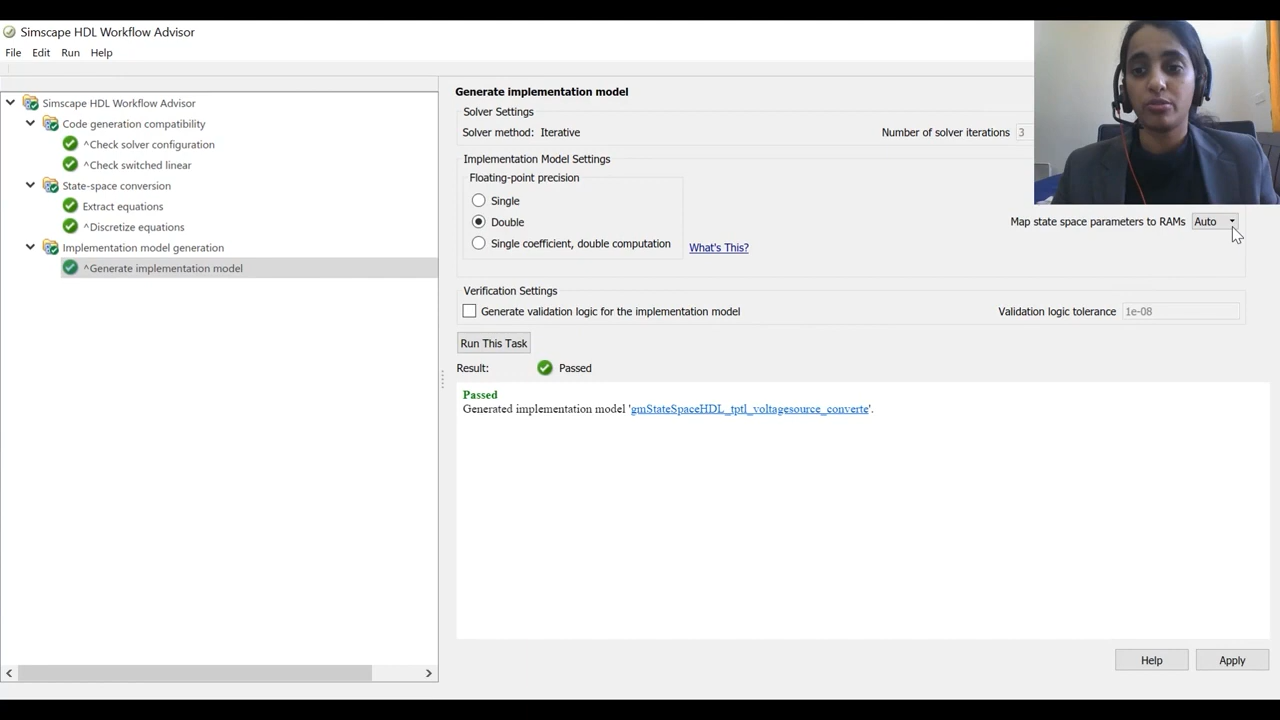 Simscape HDL Workflow Advisor
File Edit Run Help
Simscape HDL Workflow Advisor
Code generation compatibility
^Check solver configuration
^Check switched linear
State-space conversion
Extract equations
^Discretize equations
Implementation model generation
^Generate implementation model
Generate implementation model
Solver Settings
Solver method: Iterative Number of solver iterations 3
Implementation Model Settings
Floating-point precision
Single
Double
Single coefficient, double computation
What's This?
Map state space parameters to RAMs Auto
Verification Settings
Generate validation logic for the implementation model Validation logic tolerance 1e-08
Run This Task
Result: Passed
Passed
Generated implementation model 'gmStateSpaceHDL_tptl_voltagesource_converte'.
Help Apply